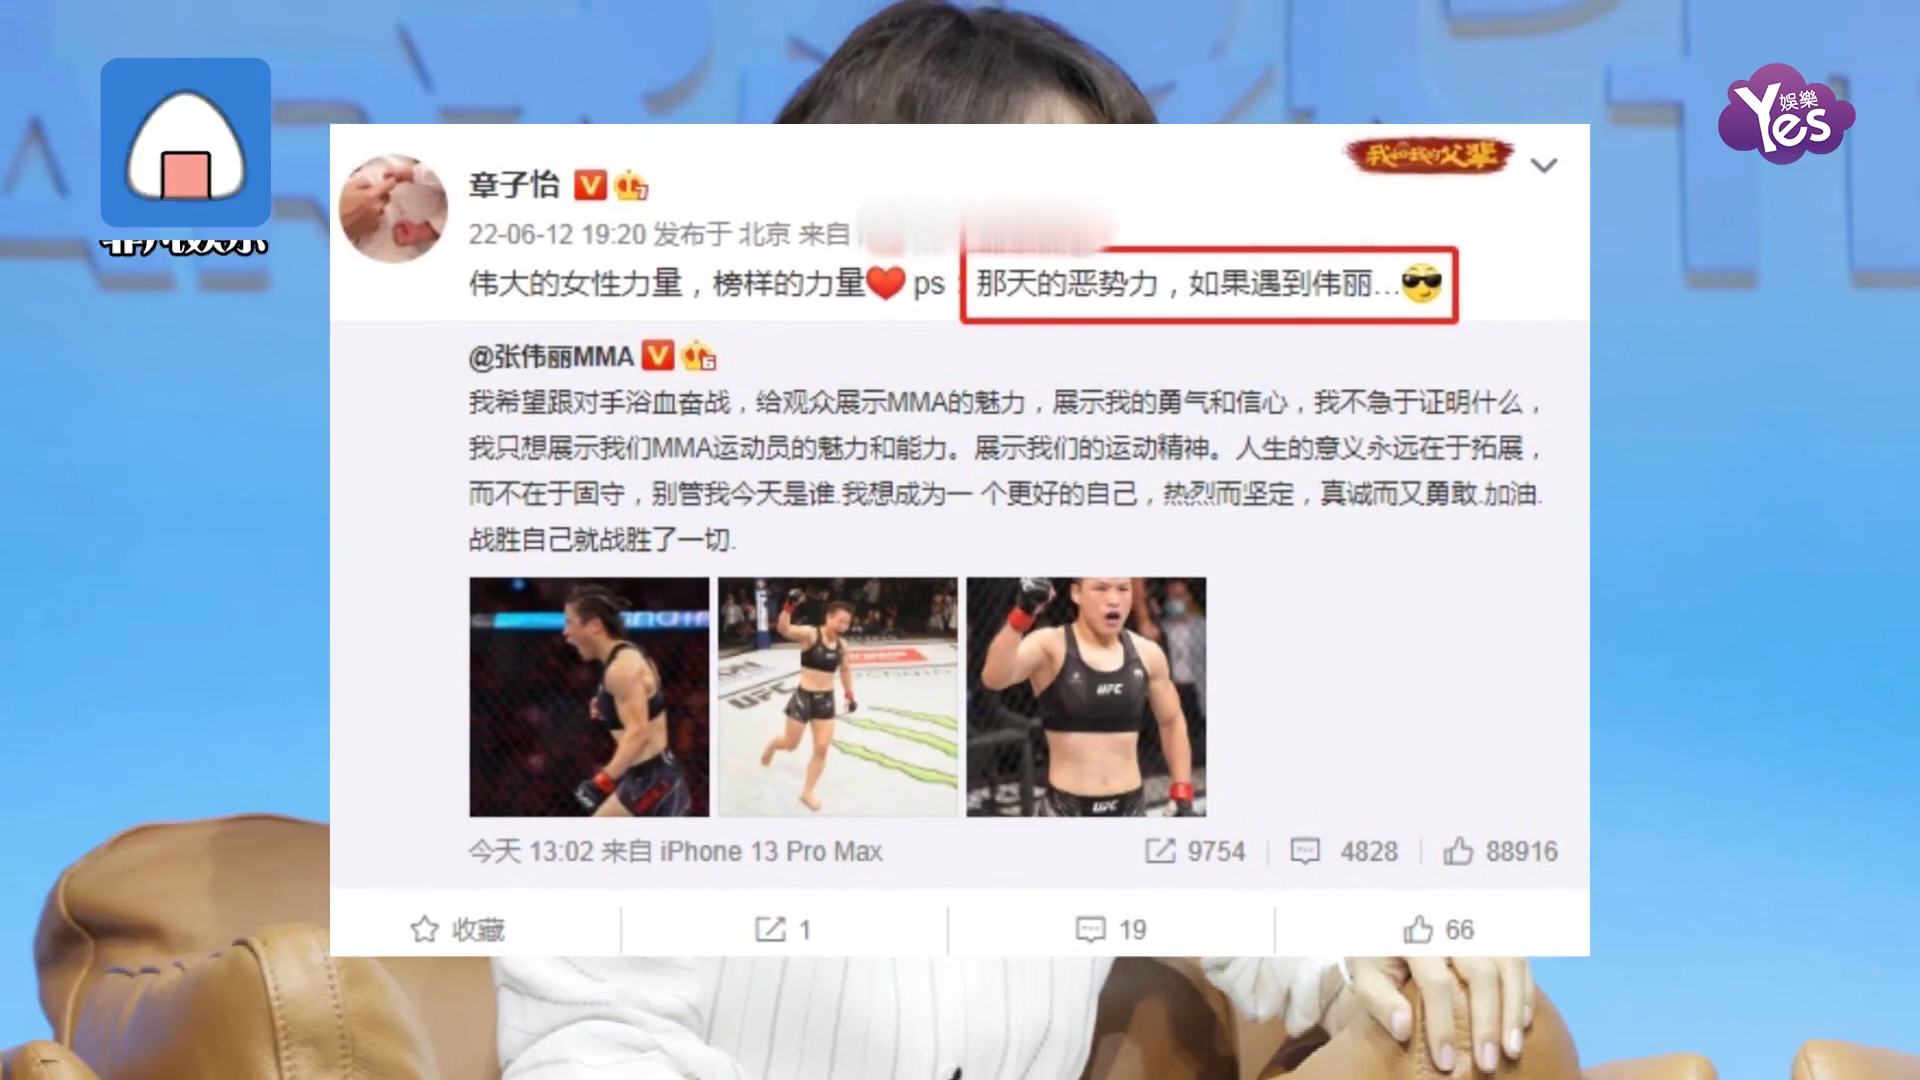 娛樂
Yes
我和我的父辈
章子怡
22-06-12 19:20 发布于 北京 来自
伟大的女性力量，榜样的力量❤️ ps：那天的恶势力，如果遇到伟丽...😎
@张伟丽MMA
我希望跟对手浴血奋战，给观众展示MMA的魅力，展示我的勇气和信心，我不急于证明什么，
我只想展示我们MMA运动员的魅力和能力。展示我们的运动精神。人生的意义永远在于拓展，
而不在于固守，别管我今天是谁.我想成为一 个更好的自己，热烈而坚定，真诚而又勇敢.加油.
战胜自己就战胜了一切.
UFC
UFC
UFC
今天 13:02 来自 iPhone 13 Pro Max
9754
4828
88916
收藏
1
19
66